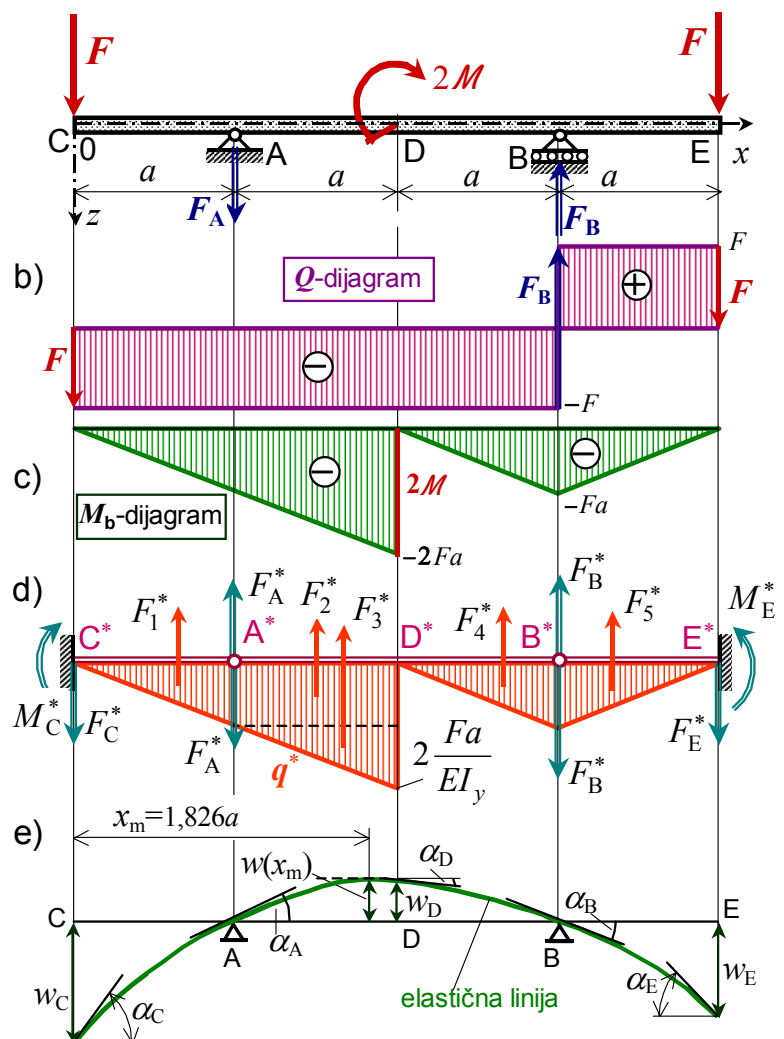 F F
2M
C 0 A D B E x
a a a a
z F_A F_B
b) Q-dijagram F_B F
F + F
− −F
c) − −
M_b-dijagram 2M −Fa
−2Fa
d) F_1^* F_A^* F_2^* F_3^* F_4^* F_B^* F_5^* M_E^*
C* A* D* B* E*
M_C^* F_C^* F_A^* q* 2 Fa/EI_y F_B^* F_E^*
x_m=1,826a
e) w(x_m) α_D
C α_A w_D α_B E
A D B
w_C α_C elastična linija α_E w_E